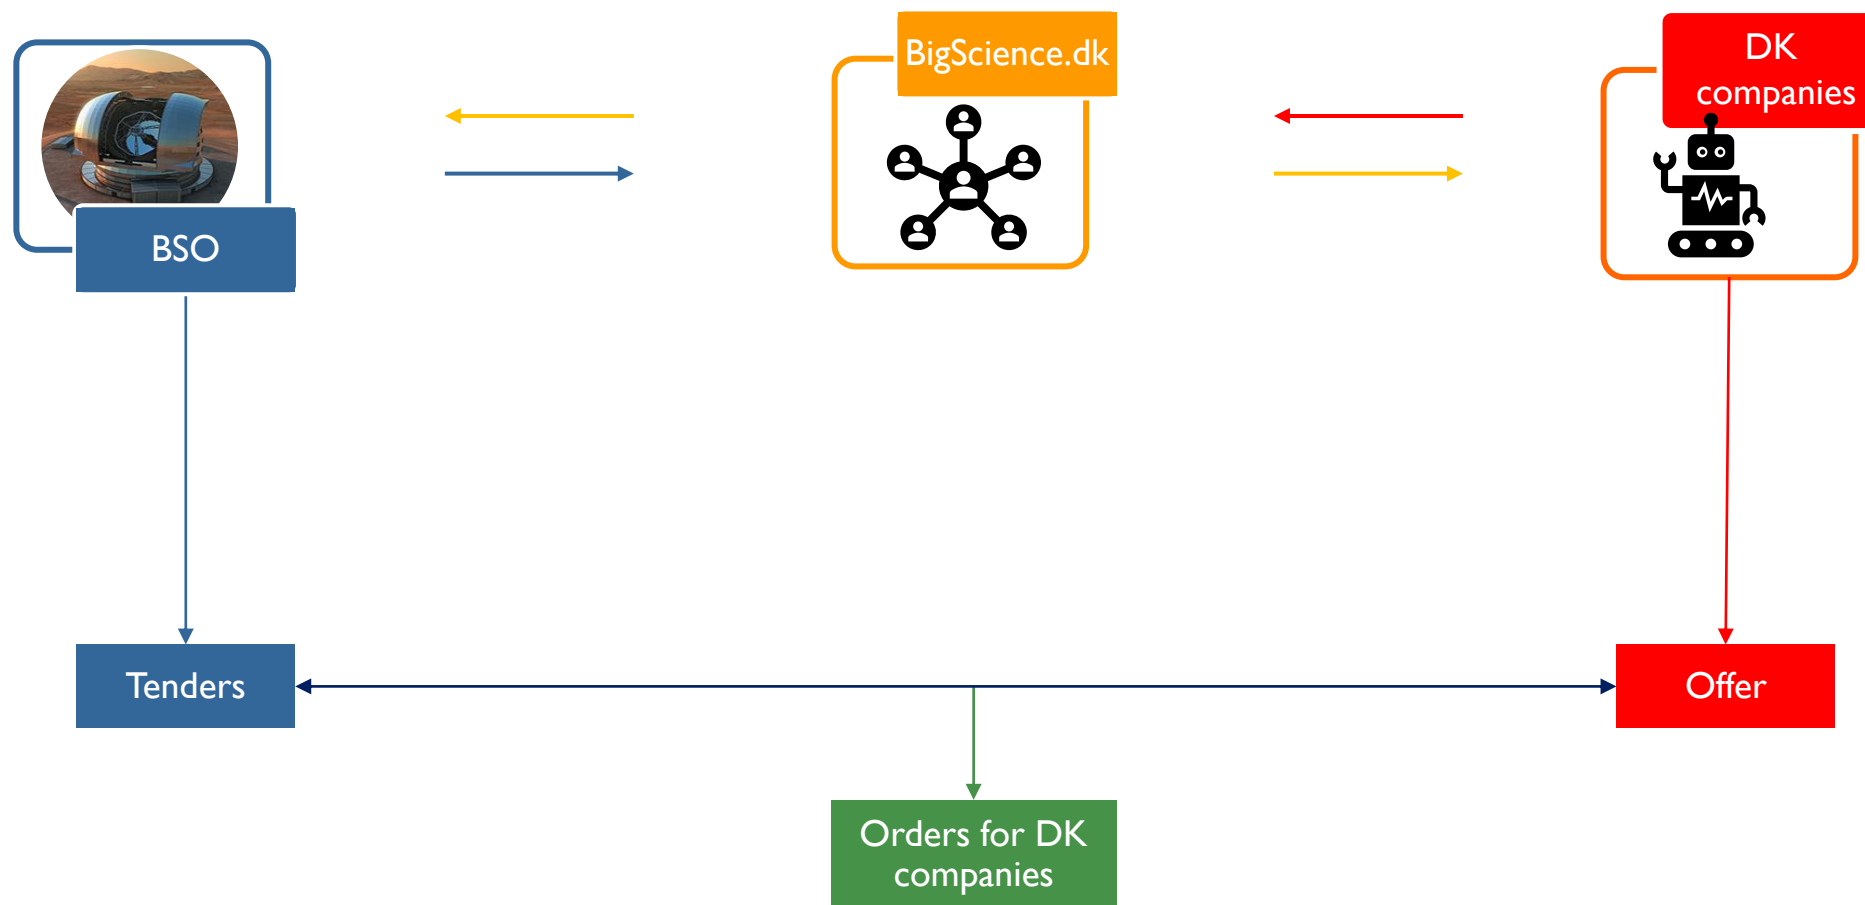 BigScience.dk
DK
companies
BSO
Tenders
Offer
Orders for DK
companies